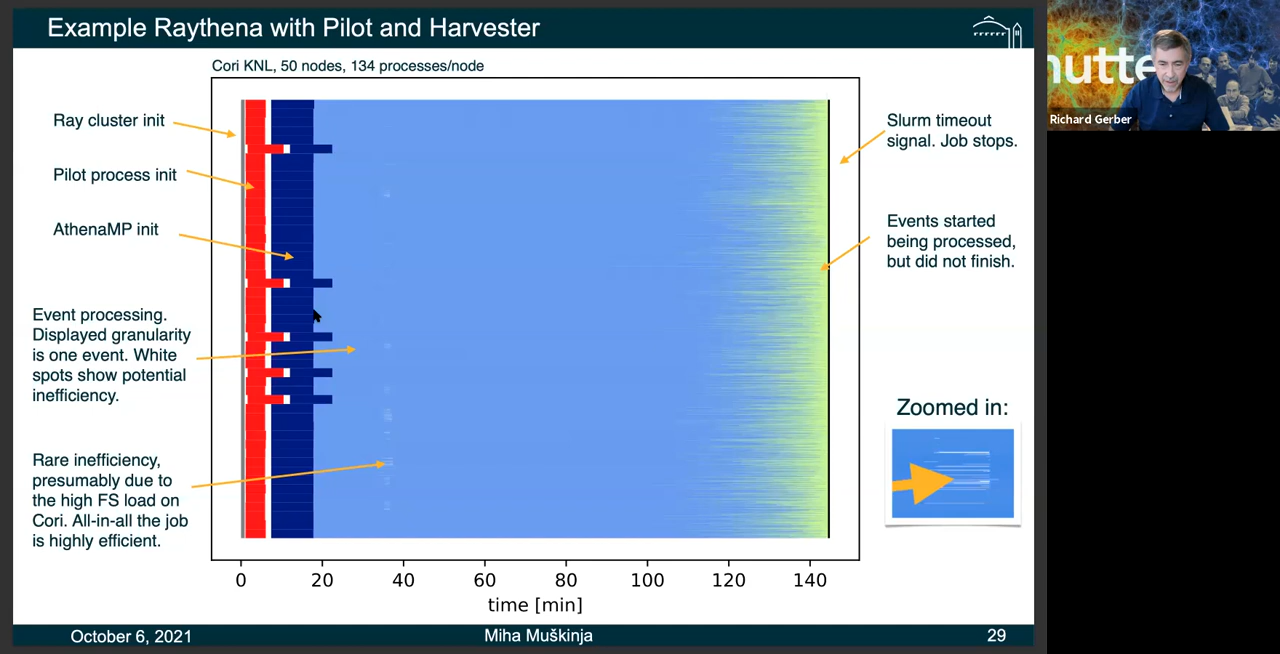 Example Raythena with Pilot and Harvester
Cori KNL, 50 nodes, 134 processes/node
Ray cluster init
Pilot process init
AthenaMP init
Event processing.
Displayed granularity
is one event. White
spots show potential
inefficiency.
Rare inefficiency,
presumably due to
the high FS load on
Cori. All-in-all the job
is highly efficient.
Slurm timeout
signal. Job stops.
Events started
being processed,
but did not finish.
Zoomed in:
0 20 40 60 80 100 120 140
time [min]
October 6, 2021
Miha Muškinja
29
Richard Gerber